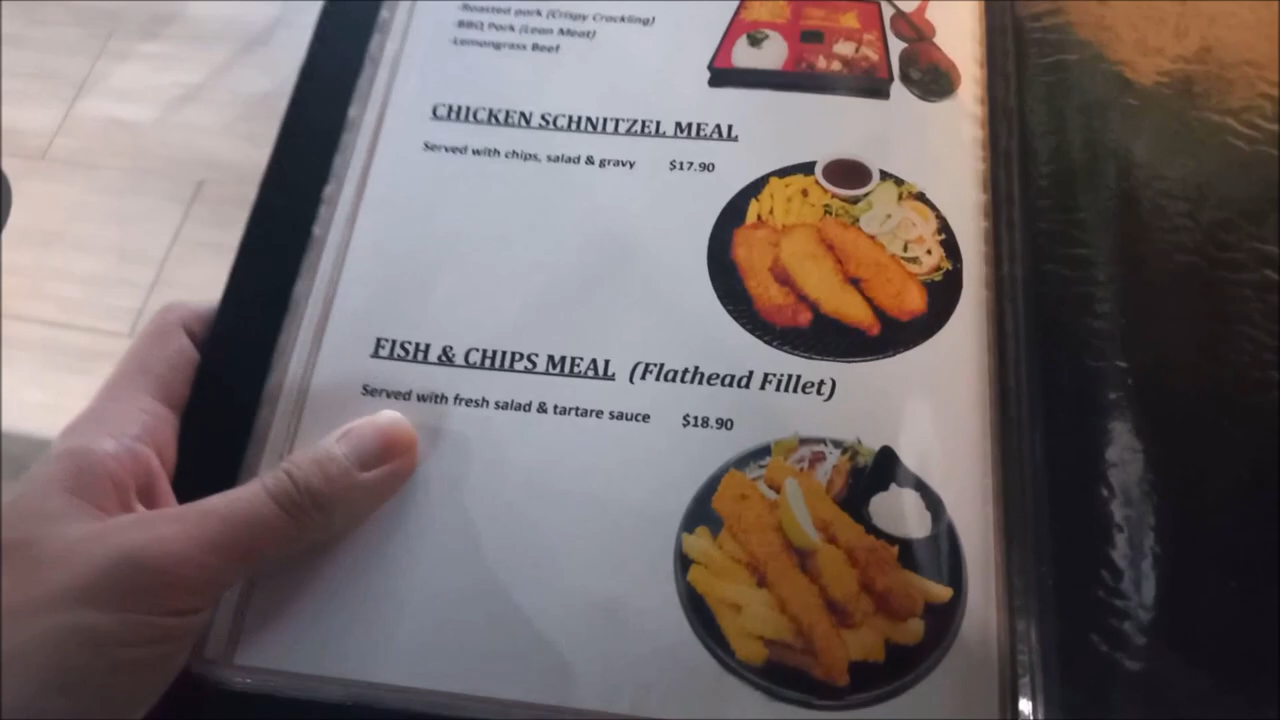 -Roasted pork (Crispy Crackling)
-BBQ Pork (Lean Meat)
-Lemongrass Beef
CHICKEN SCHNITZEL MEAL
Served with chips, salad & gravy $17.90
FISH & CHIPS MEAL (Flathead Fillet)
Served with fresh salad & tartare sauce $18.90